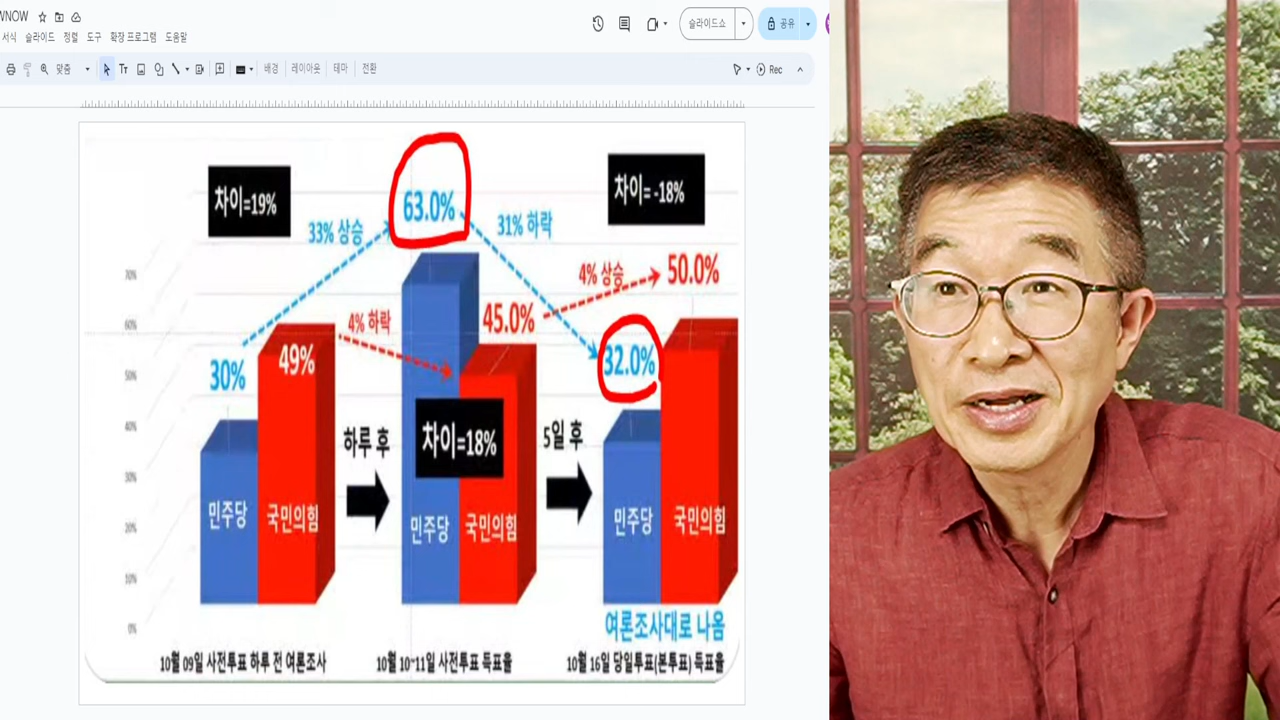 WNOW
슬라이드쇼
공유
서식 슬라이드 정렬 도구 확장 프로그램 도움말
맞춤
Tт
배경 레이아웃 테마 전환
Rec
차이=19%
33% 상승
63.0%
31% 하락
차이= -18%
4% 상승
50.0%
70%
60%
50%
40%
30%
20%
10%
0%
30%
49%
4% 하락
45.0%
32.0%
하루 후
차이=18%
5일 후
민주당
국민의힘
민주당
국민의힘
민주당
국민의힘
여론조사대로 나옴
10월 09일 사전투표 하루 전 여론조사
10월 10~11일 사전투표 득표율
10월 16일 당일투표(본투표) 득표율